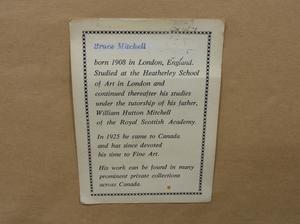 Bruce Mitchell
born 1908 in London, England.
Studied at the Heatherley School
of Art in London and
continued thereafter his studies
under the tutorship of his father,
William Hutton Mitchell
of the Royal Scottish Academy.
In 1925 he came to Canada
and has since devoted
his time to Fine Art.
His work can be found in many
prominent private collections
across Canada.